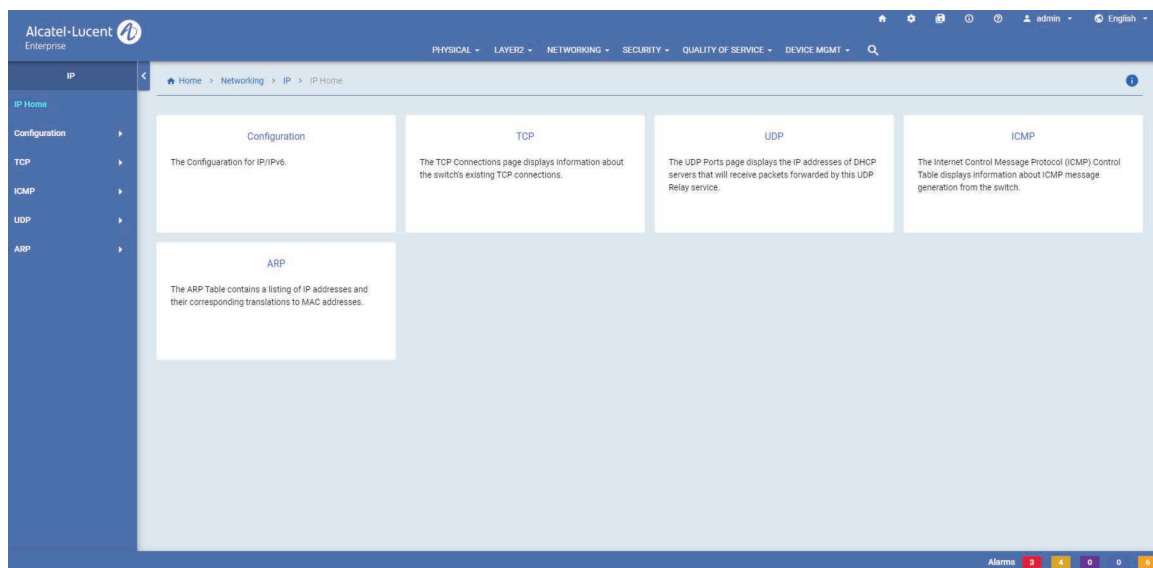 Alcatel·Lucent
Enterprise
admin
English
PHYSICAL LAYER2 NETWORKING SECURITY QUALITY OF SERVICE DEVICE MGMT
IP
Home > Networking > IP > IP Home
IP Home
Configuration
TCP
ICMP
UDP
ARP
Configuration
The Configuaration for IP/IPv6.
TCP
The TCP Connections page displays information about
the switch's existing TCP connections.
UDP
The UDP Ports page displays the IP addresses of DHCP
servers that will receive packets forwarded by this UDP
Relay service.
ICMP
The Internet Control Message Protocol (ICMP) Control
Table displays information about ICMP message
generation from the switch.
ARP
The ARP Table contains a listing of IP addresses and
their corresponding translations to MAC addresses.
Alarms 3 4 0 0 6